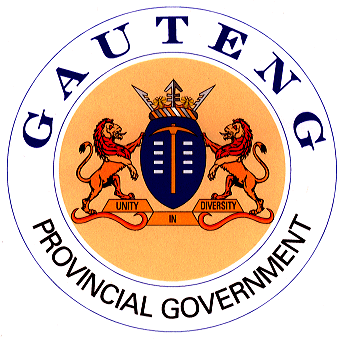 GAUTENG
UNITY IN DIVERSITY
PROVINCIAL GOVERNMENT